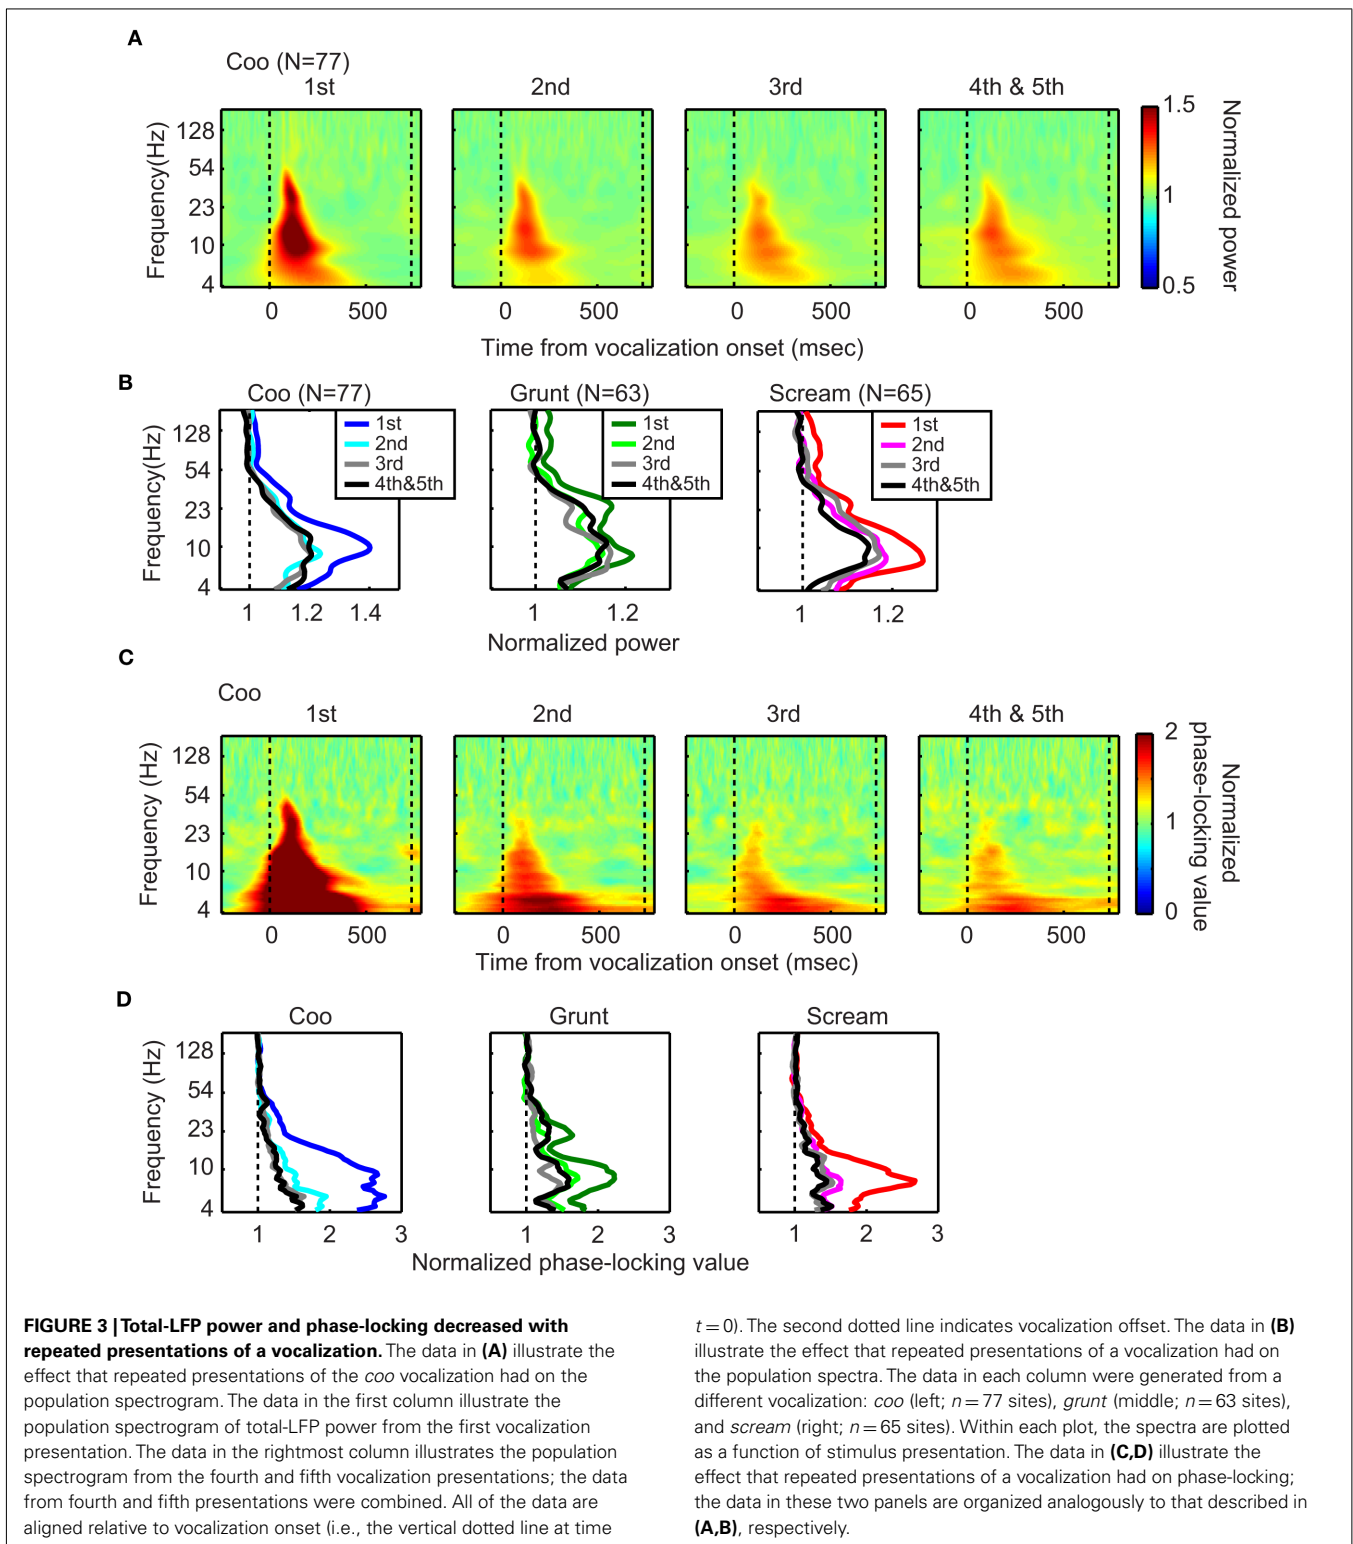 A
Coo (N=77)
1st
2nd
3rd
4th & 5th
Frequency(Hz)
128
54
23
10
4
0
500
0
500
0
500
0
500
1.5
1
0.5
Normalized power
Time from vocalization onset (msec)
B
Coo (N=77)
Grunt (N=63)
Scream (N=65)
Frequency(Hz)
128
54
23
10
4
1st
2nd
3rd
4th&5th
1st
2nd
3rd
4th&5th
1st
2nd
3rd
4th&5th
1
1.2
1.4
1
1.2
1
1.2
Normalized power
C
Coo
1st
2nd
3rd
4th & 5th
Frequency (Hz)
128
54
23
10
4
0
500
0
500
0
500
0
500
2
1
0
Normalized
phase-locking value
Time from vocalization onset (msec)
D
Coo
Grunt
Scream
Frequency (Hz)
128
54
23
10
4
1
2
3
1
2
3
1
2
3
Normalized phase-locking value
FIGURE 3 | Total-LFP power and phase-locking decreased with
repeated presentations of a vocalization. The data in (A) illustrate the
effect that repeated presentations of the coo vocalization had on the
population spectrogram. The data in the first column illustrate the
population spectrogram of total-LFP power from the first vocalization
presentation. The data in the rightmost column illustrates the population
spectrogram from the fourth and fifth vocalization presentations; the data
from fourth and fifth presentations were combined. All of the data are
aligned relative to vocalization onset (i.e., the vertical dotted line at time
t = 0). The second dotted line indicates vocalization offset. The data in (B)
illustrate the effect that repeated presentations of a vocalization had on
the population spectra. The data in each column were generated from a
different vocalization: coo (left; n = 77 sites), grunt (middle; n = 63 sites),
and scream (right; n = 65 sites). Within each plot, the spectra are plotted
as a function of stimulus presentation. The data in (C,D) illustrate the
effect that repeated presentations of a vocalization had on phase-locking;
the data in these two panels are organized analogously to that described in
(A,B), respectively.